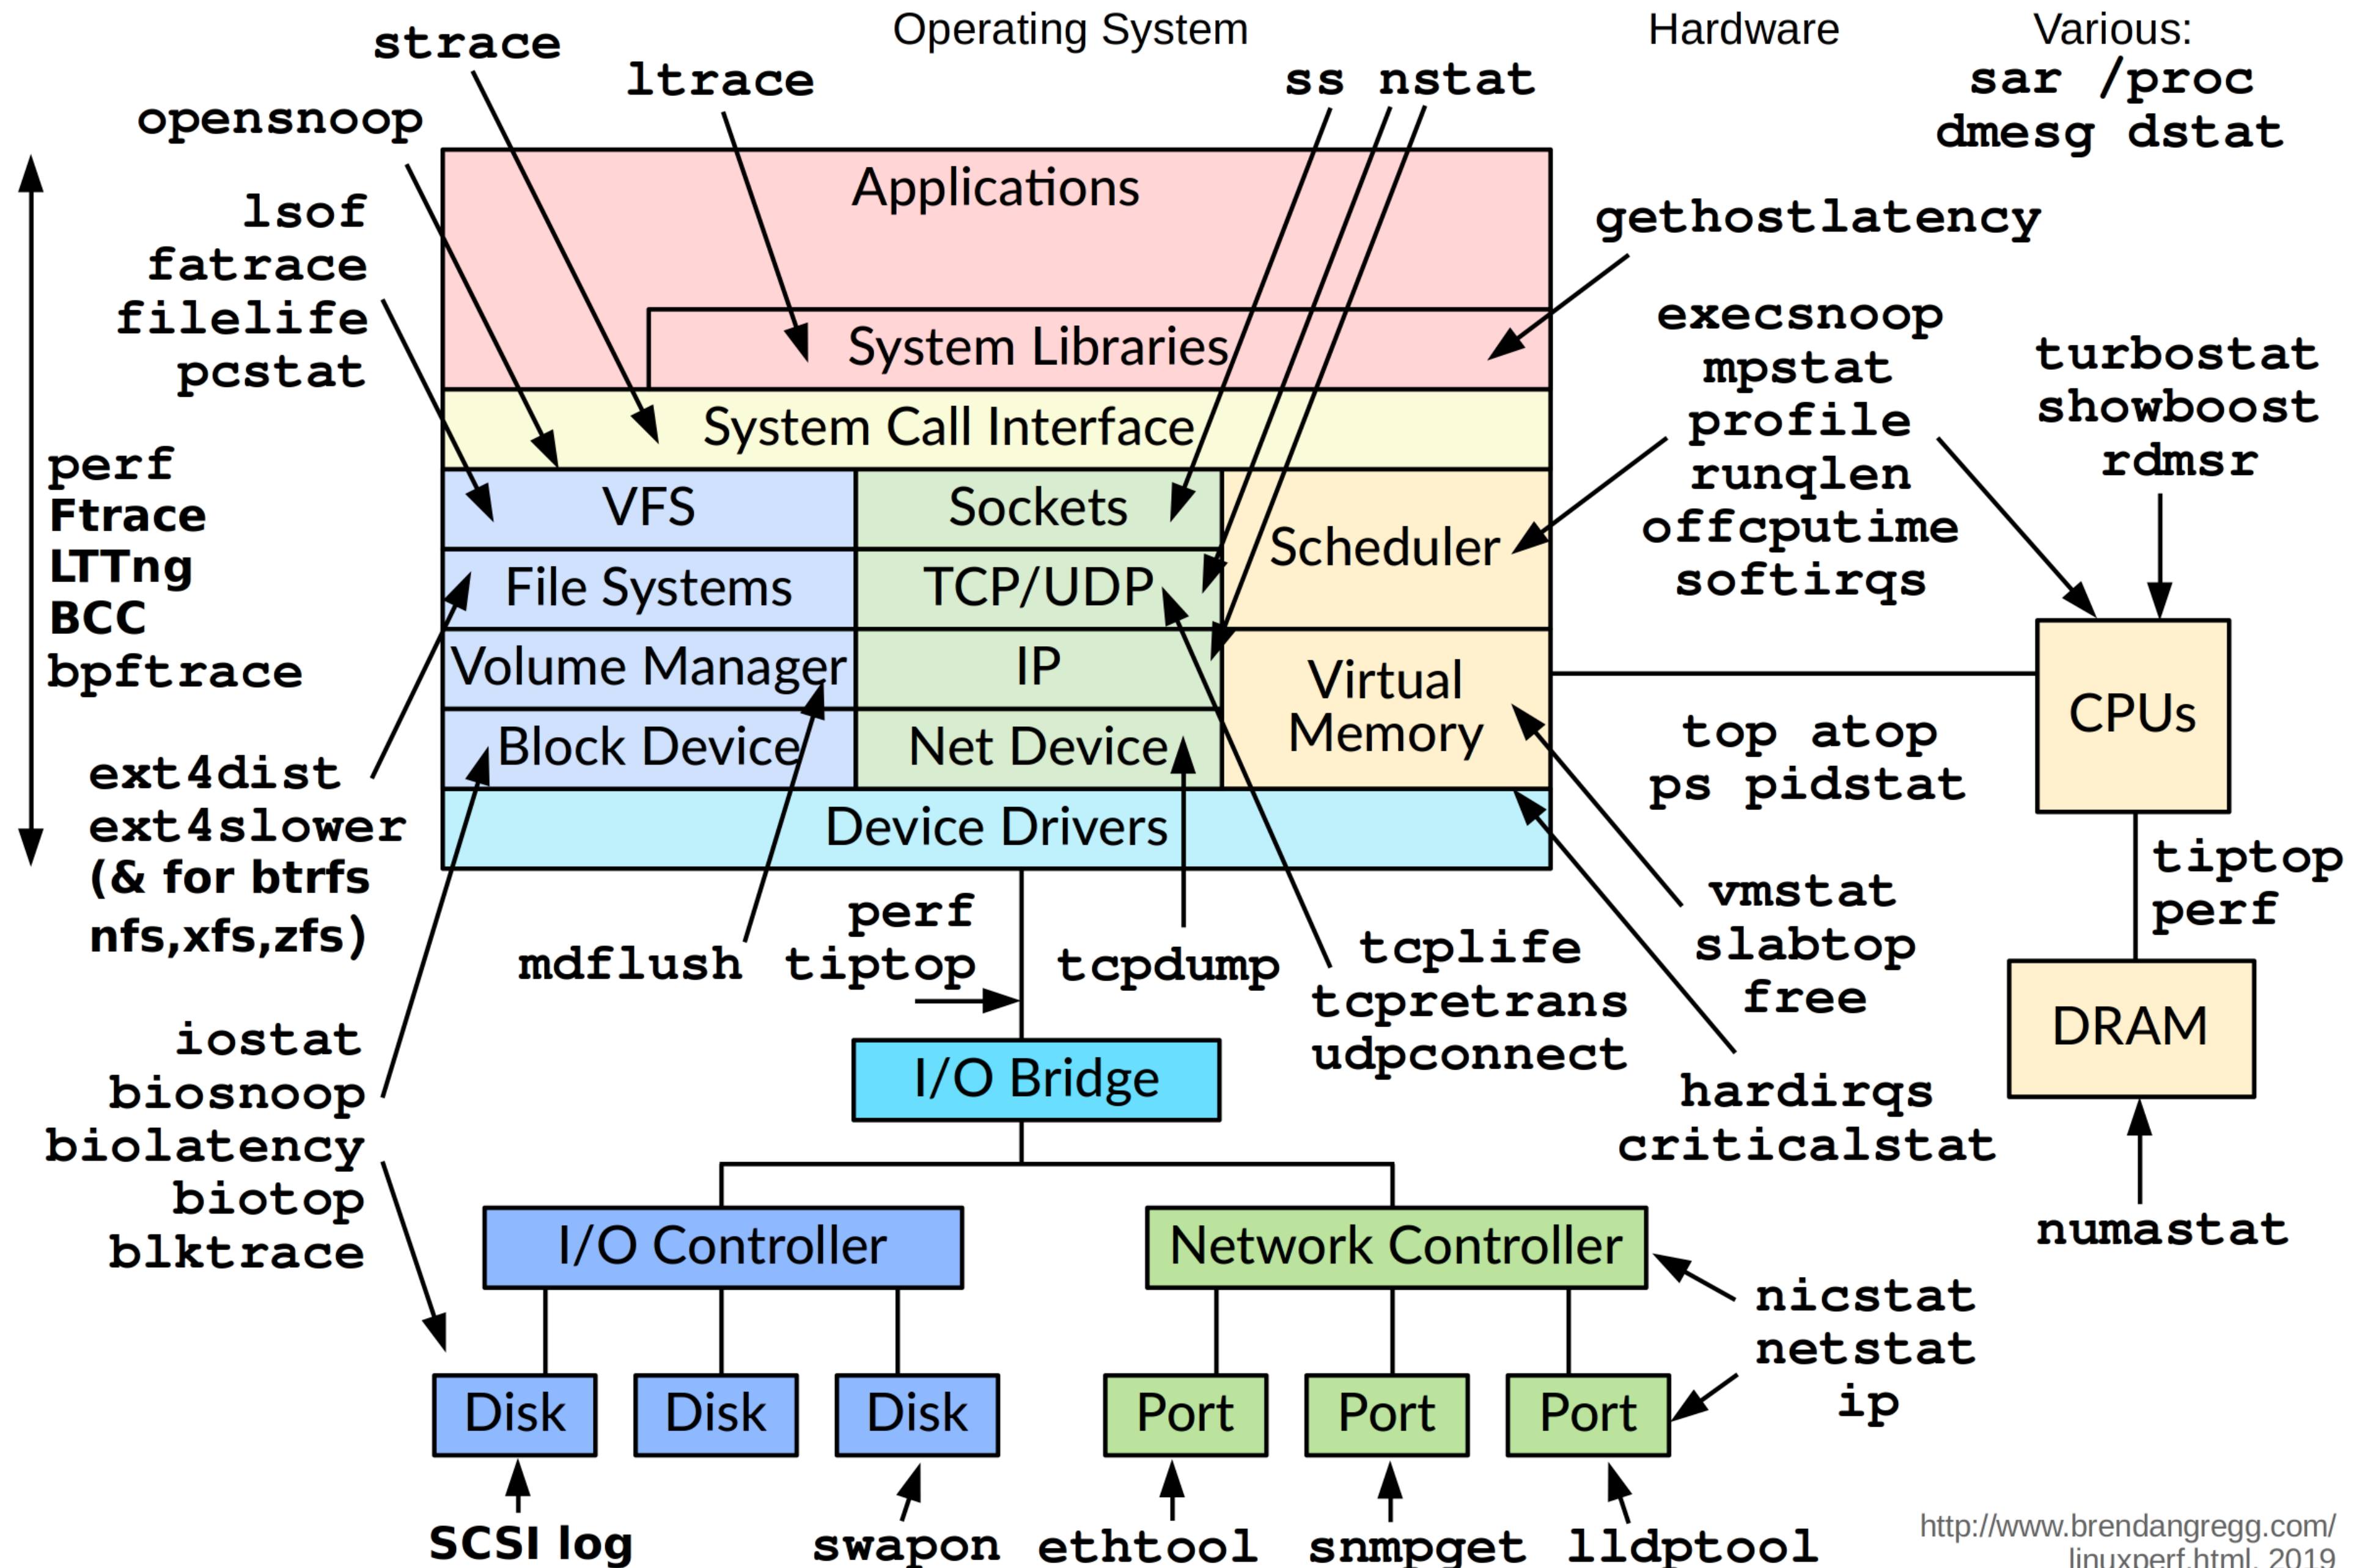 Operating System
Hardware
Various:
strace
ltrace
ss nstat
sar /proc
dmesg dstat
opensnoop
lsof
fatrace
filelife
pcstat
Applications
System Libraries
System Call Interface
VFS
Sockets
Scheduler
File Systems
TCP/UDP
Volume Manager
IP
Virtual
Memory
Block Device
Net Device
Device Drivers
gethostlatency
execsnoop
mpstat
profile
runqlen
offcputime
softirqs
turbostat
showboost
rdmsr
perf
Ftrace
LTTng
BCC
bpftrace
CPUs
top atop
ps pidstat
ext4dist
ext4slower
(& for btrfs
nfs,xfs,zfs)
tiptop
perf
vmstat
slabtop
free
perf
tiptop
mdflush
tcpdump
tcplife
tcpretrans
udpconnect
DRAM
iostat
biosnoop
biolatency
biotop
blktrace
I/O Bridge
hardirqs
criticalstat
numastat
I/O Controller
Network Controller
nicstat
netstat
ip
Disk
Disk
Disk
Port
Port
Port
SCSI log
swapon
ethtool
snmpget
lldptool
http://www.brendangregg.com/
linuxperf.html, 2019